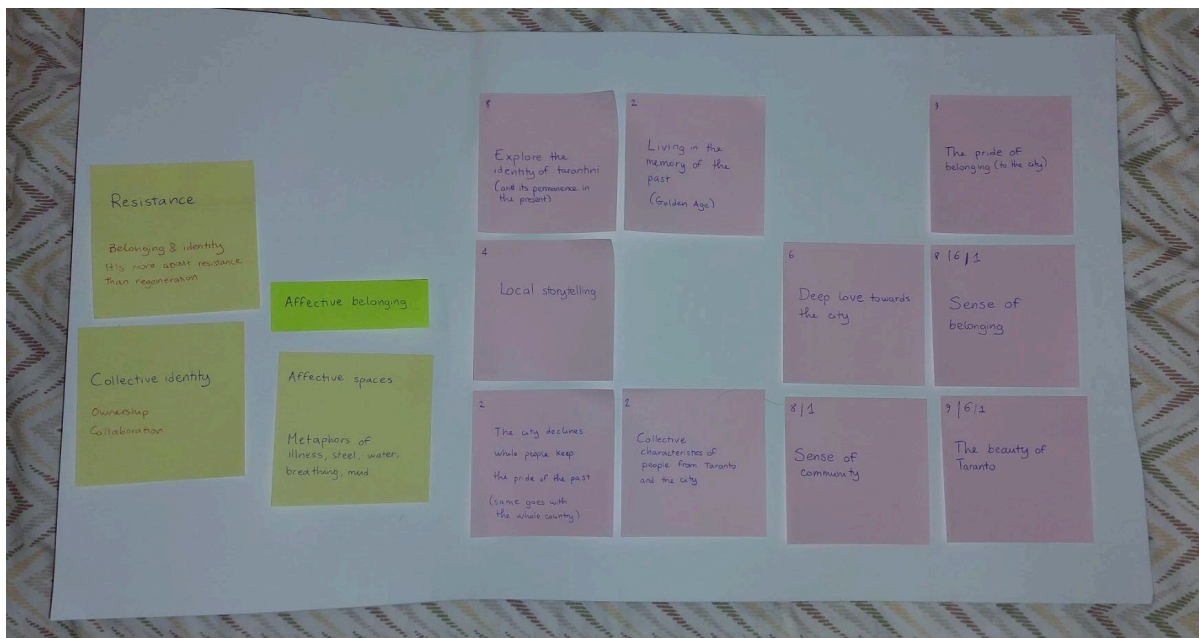 Resistance
Belonging & identity
It's more about resistance
than regeneration
Collective identity
Ownership
Collaboration
Affective belonging
Affective spaces
Metaphors of
illness, steel, water,
breathing, mud
8
Explore the
identity of tarantini
(and its permanence in
the present)
2
Living in the
memory of the
past
(Golden Age)
9
The pride of
belonging (to the city)
4
Local storytelling
6
Deep love towards
the city
8 | 6 | 1
Sense of
belonging
2
The city declines
whole people keep
the pride of the past
(same goes with
the whole country)
2
Collective
characteristics of
people from Taranto
and the city
8 | 1
Sense of
community
9 | 6 | 1
The beauty of
Taranto